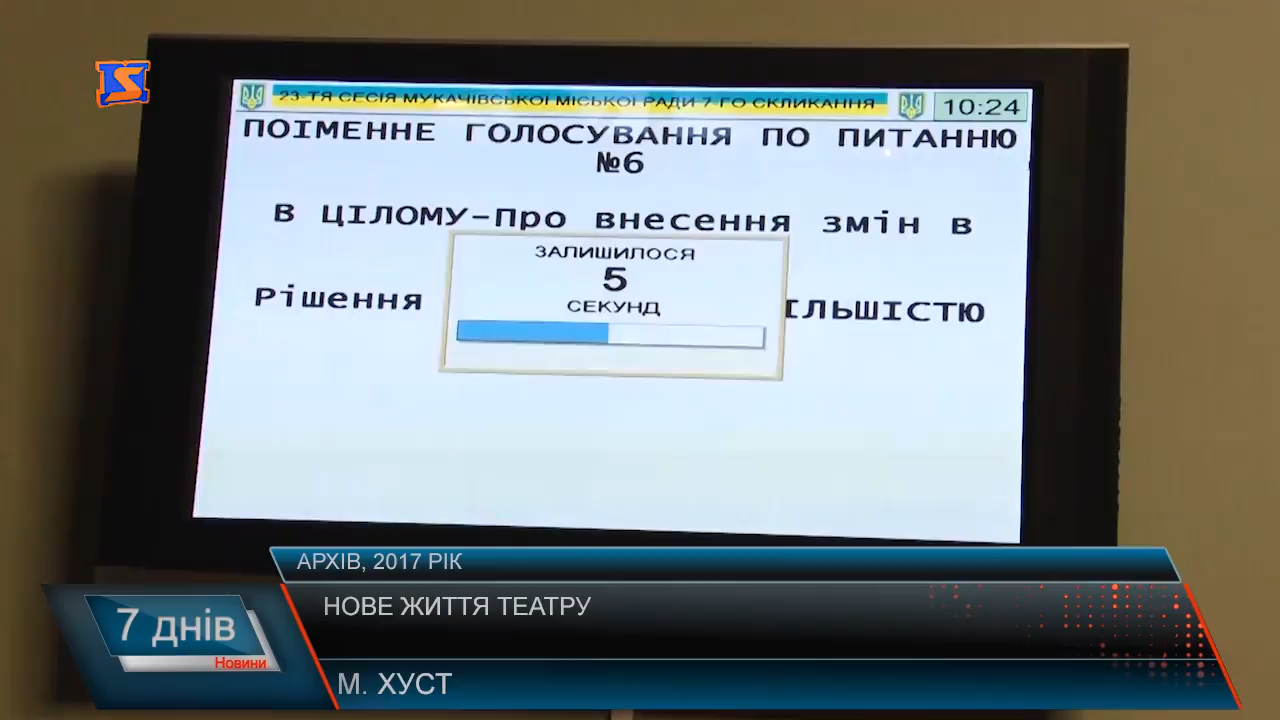 23-ТЯ СЕСІЯ МУКАЧІВСЬКОЇ МІСЬКОЇ РАДИ 7-ГО СКЛИКАННЯ
10:24
ПОІМЕННЕ ГОЛОСУВАННЯ ПО ПИТАННЮ
№6
В ЦІЛОМУ-Про внесення змін в
ЗАЛИШИЛОСЯ
5
СЕКУНД
Рішення ІЛЬШІСТЮ
АРХІВ, 2017 РІК
НОВЕ ЖИТТЯ ТЕАТРУ
7 днів
Новини
М. ХУСТ